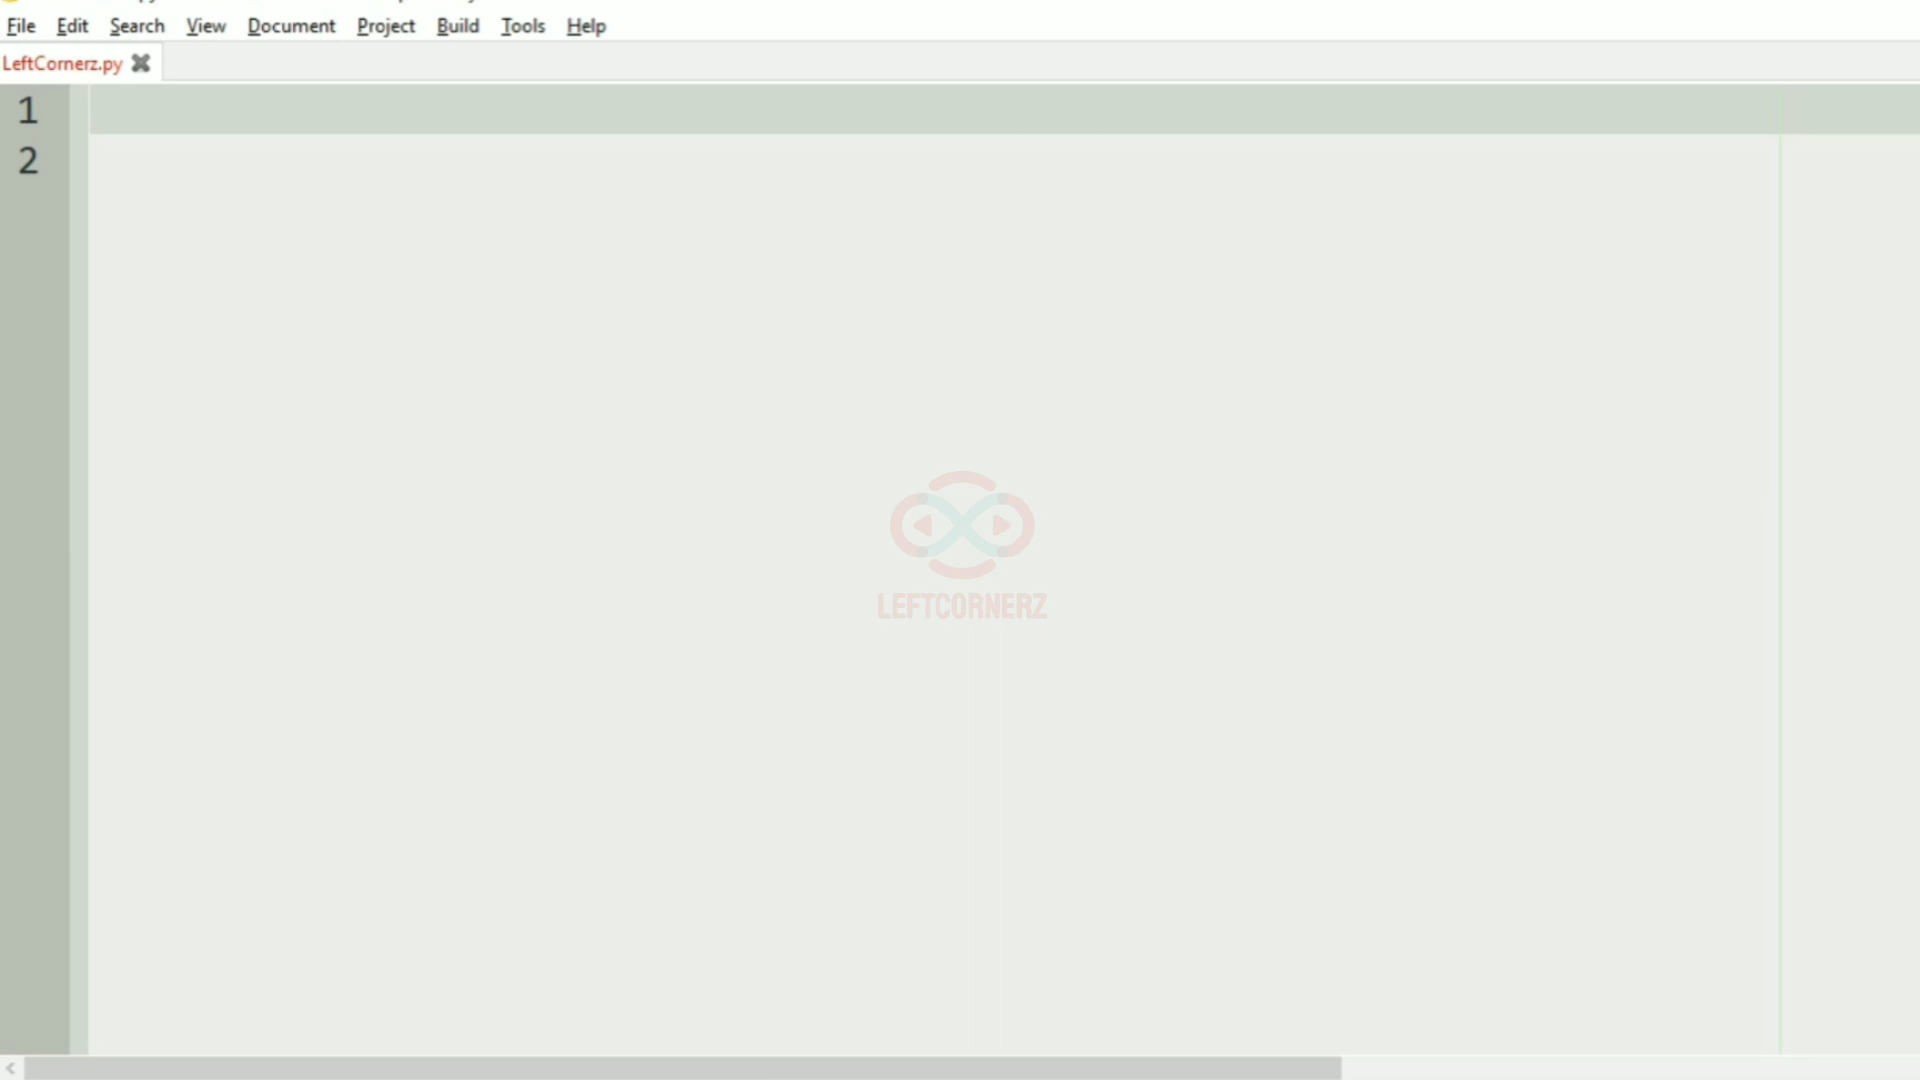 File Edit Search View Document Project Build Tools Help
LeftCornerz.py
1
2
LEFTCORNERZ